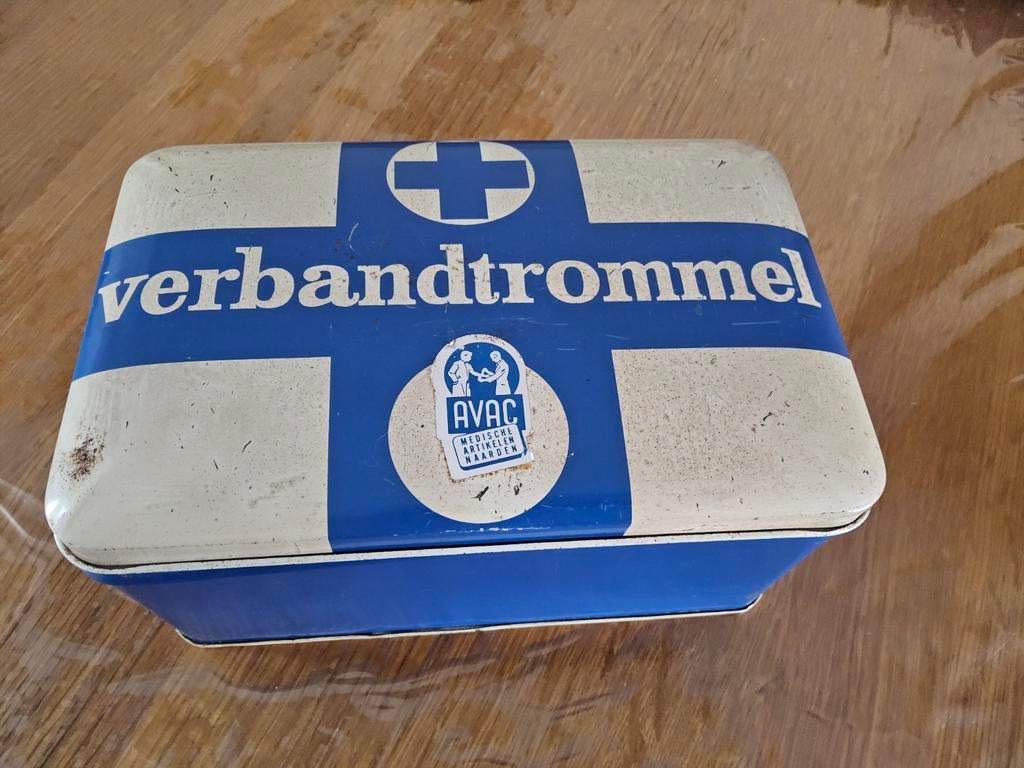 verbandtrommel
AVAC
MEDISCHE
ARTIKELEN
NAARDEN